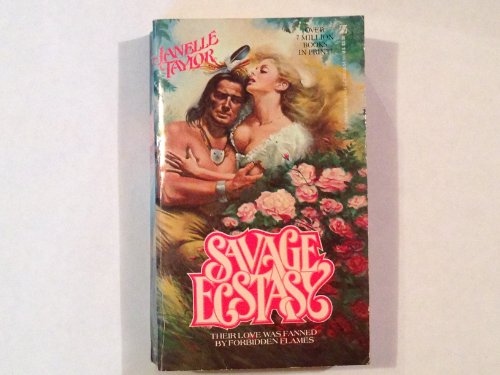 JANELLE
TAYLOR
OVER
7 MILLION
BOOKS
IN PRINT!
SAVAGE
ECSTASY
THEIR LOVE WAS FANNED
BY FORBIDDEN FLAMES